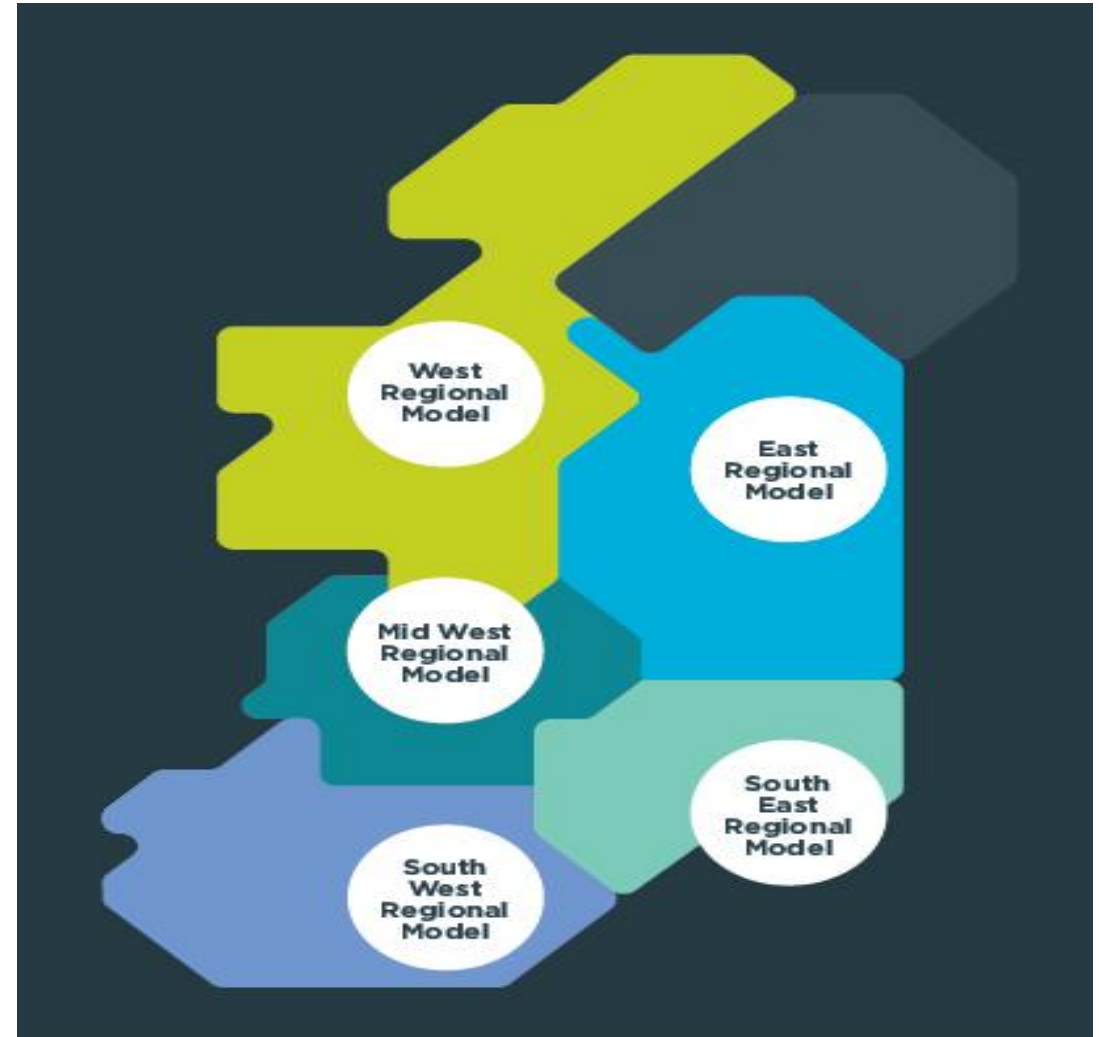 West
Regional
Model
East
Regional
Model
Mid West
Regional
Model
South
East
Regional
Model
South
West
Regional
Model